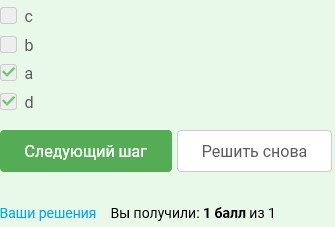 c
b
a
d
Следующий шаг
Решить снова
Ваши решения Вы получили: 1 балл из 1